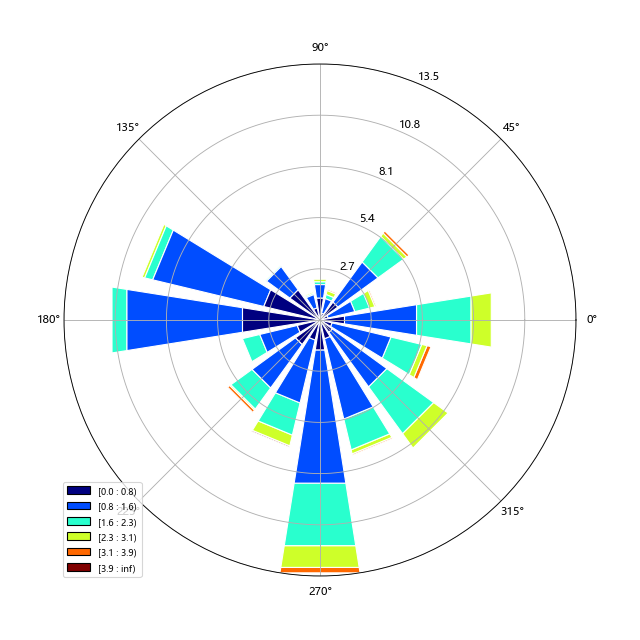 90°
13.5
135°
10.8
45°
8.1
5.4
2.7
180°
0°
[0.0 : 0.8)
[0.8 : 1.6)
225°
[1.6 : 2.3)
[2.3 : 3.1)
[3.1 : 3.9)
[3.9 : inf)
315°
270°